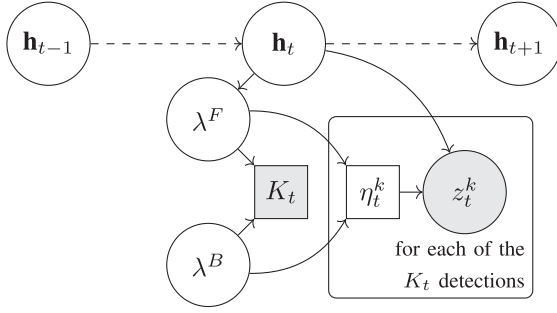 h_{t−1}
h_t
h_{t+1}
λ^F
K_t
η_t^k
z_t^k
λ^B
for each of the
K_t detections